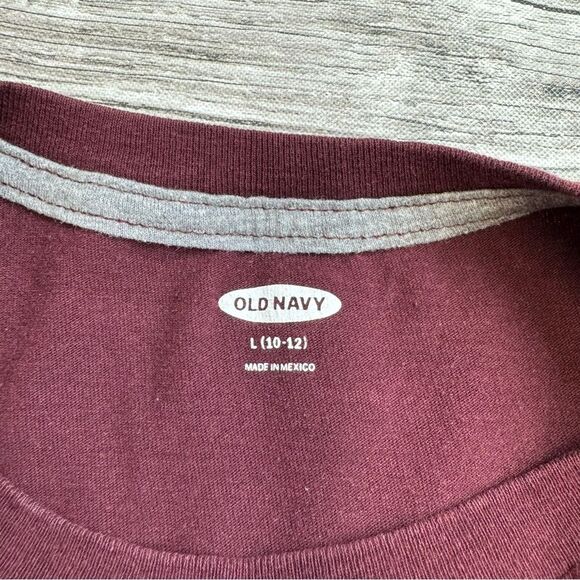 OLD NAVY
L (10-12)
MADE IN MEXICO